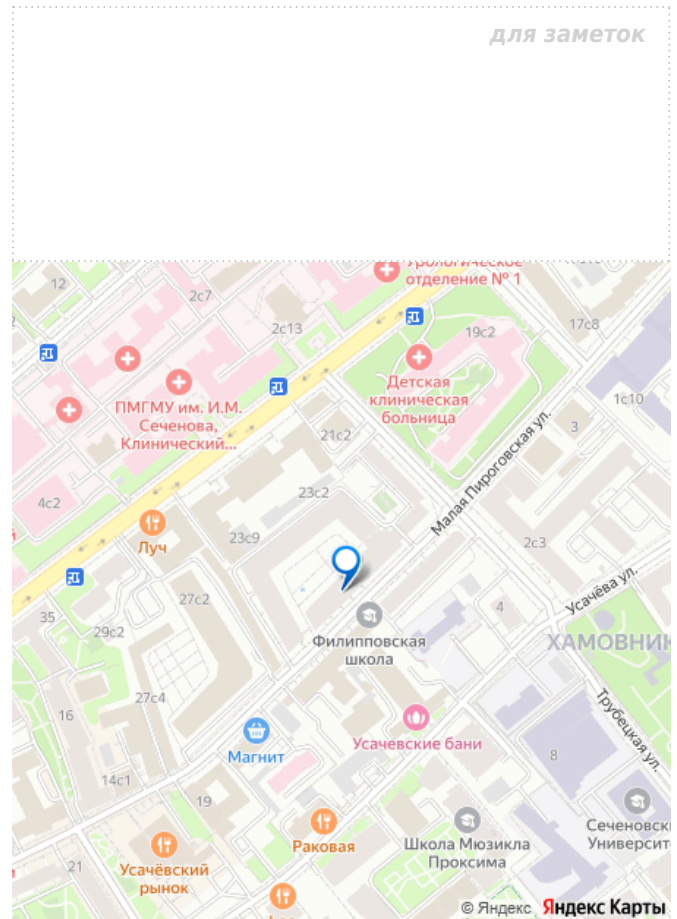 для заметок
Урологическое
отделение № 1
12
2с7
2с13
19с2
17с8
1с10
Детская
клиническая
больница
ПМГМУ им. И.М.
Сеченова,
Клинический...
21с2
3
Малая Пироговская ул.
4с2
23с2
23с9
Луч
2с3
Усачёва ул.
27с2
35
29с2
4
Филипповская
школа
ХАМОВНИК
27с4
16
Трубецкая ул.
Магнит
Усачевские бани
8
14с1
19
Раковая
Школа Мюзикла
Проксима
Сеченовск
Университ
21
Усачёвский
рынок
© Яндекс Яндекс Карты